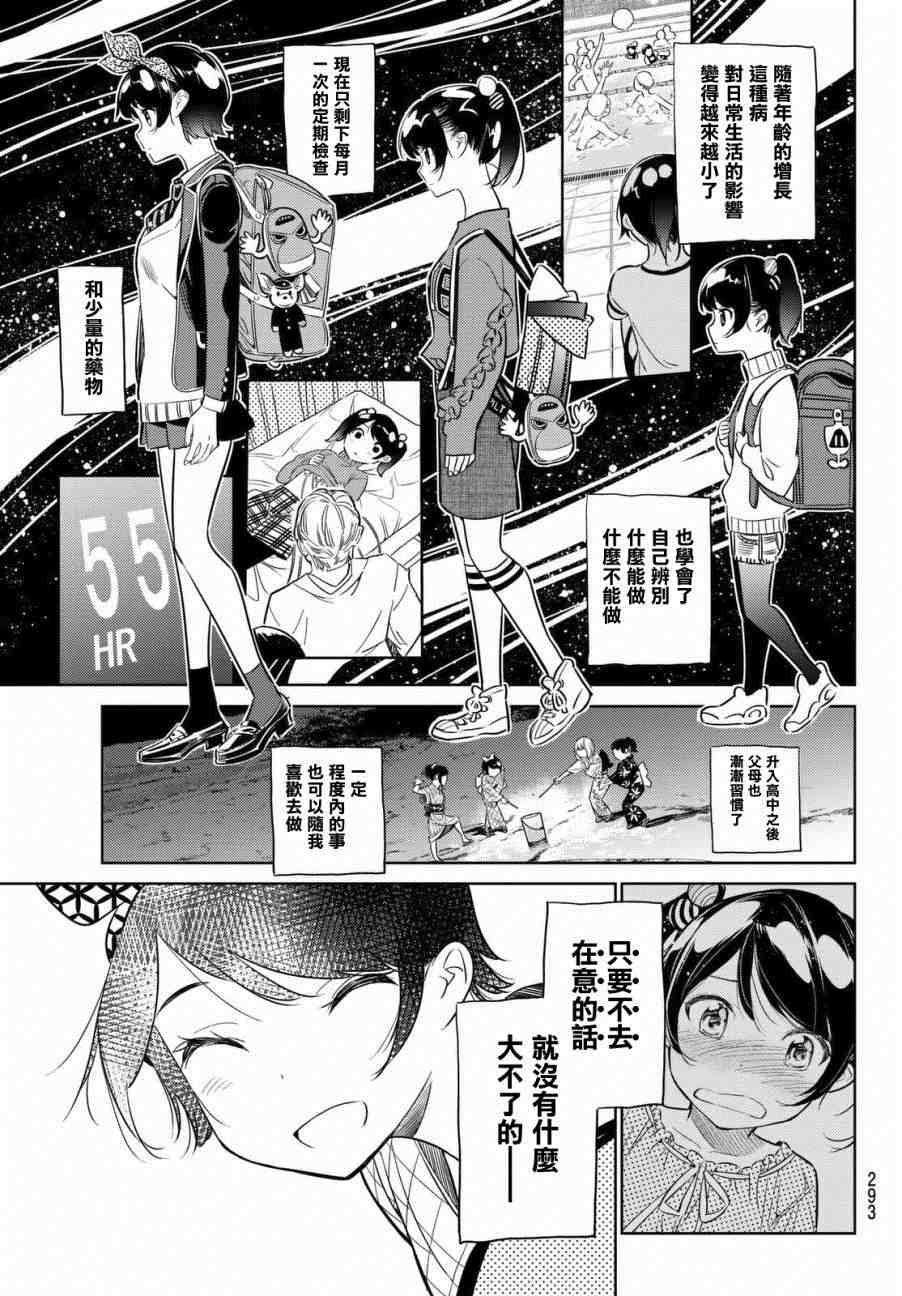 隨著年齡的增長
這種病
對日常生活的影響
變得越來越小了
現在只剩下每月
一次的定期檢查
和少量的藥物
55
HR
也學會了
自己辨別
什麼能做
什麼不能做
升入高中之後
父母也
漸漸習慣了
一定
程度內的事
也可以隨我
喜歡去做
只要不去
在意的話
就沒有什麼
大不了的——
293